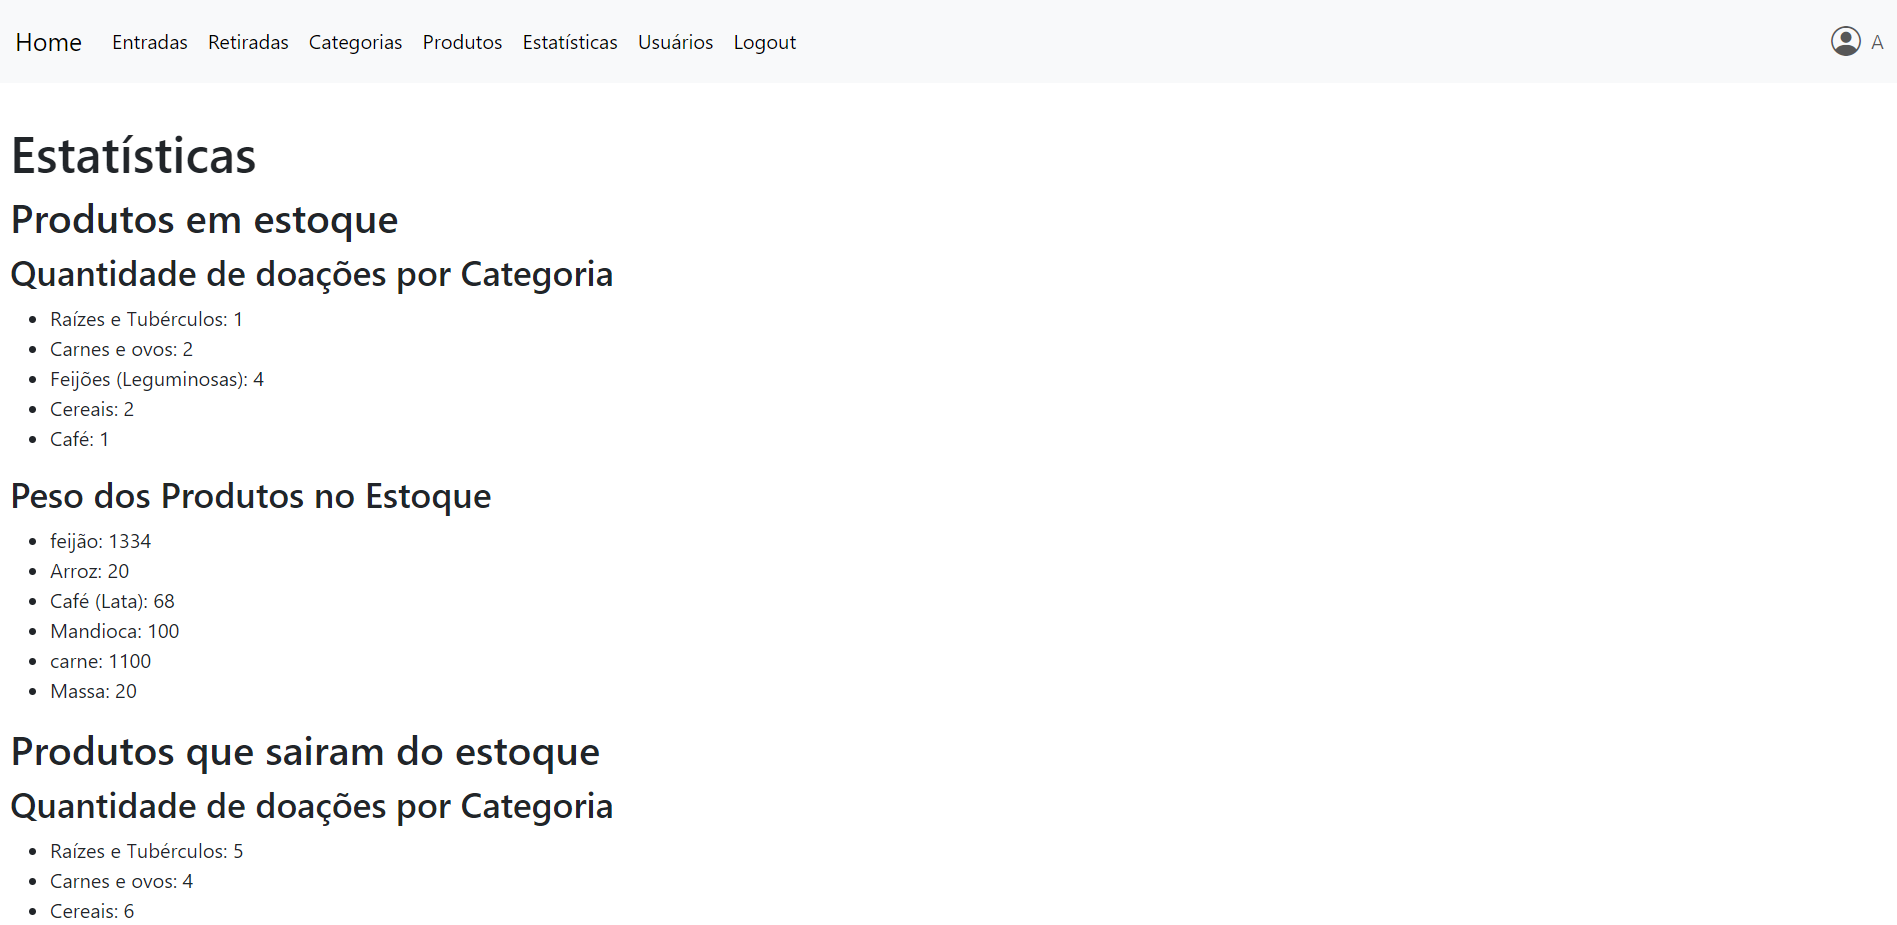 Home Entradas Retiradas Categorias Produtos Estatísticas Usuários Logout A
Estatísticas
Produtos em estoque
Quantidade de doações por Categoria
Raízes e Tubérculos: 1
Carnes e ovos: 2
Feijões (Leguminosas): 4
Cereais: 2
Café: 1
Peso dos Produtos no Estoque
feijão: 1334
Arroz: 20
Café (Lata): 68
Mandioca: 100
carne: 1100
Massa: 20
Produtos que sairam do estoque
Quantidade de doações por Categoria
Raízes e Tubérculos: 5
Carnes e ovos: 4
Cereais: 6